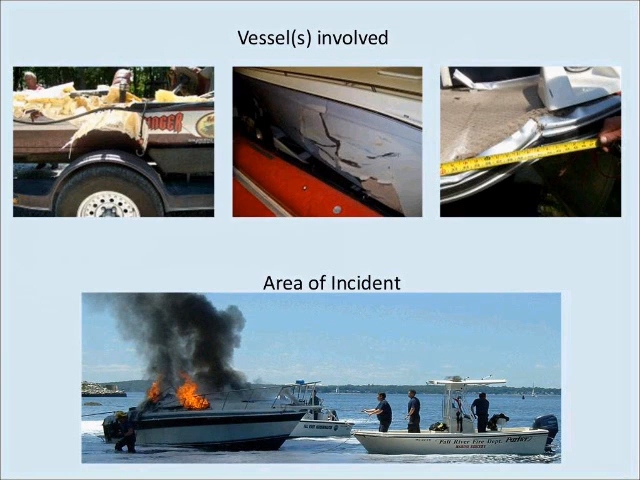 Vessel(s) involved
Area of Incident
Fall River Fire Dept.